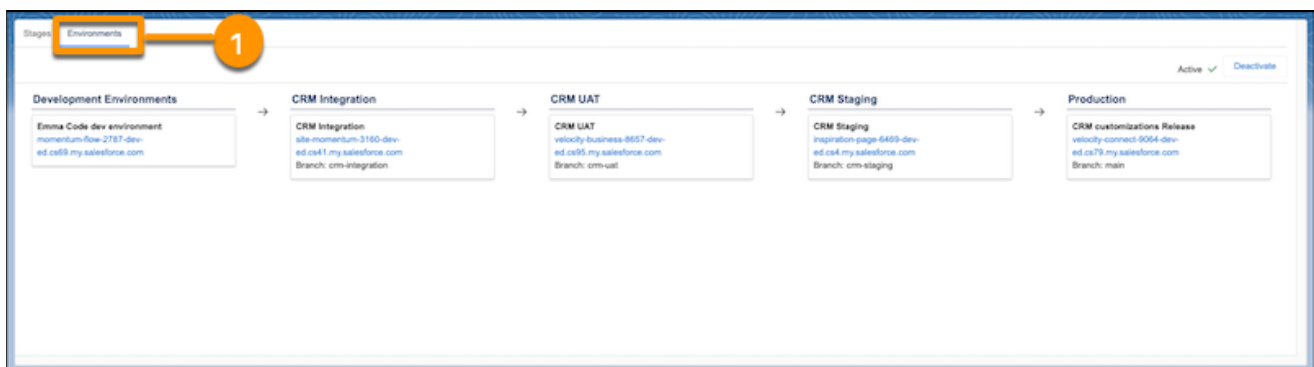 Stages
Environments
1
Active
Deactivate
Development Environments
Emma Code dev environment
momentum-flow-2787-dev-
ed.cs69.my.salesforce.com
CRM Integration
CRM Integration
site-momentum-3160-dev-
ed.cs41.my.salesforce.com
Branch: crm-integration
CRM UAT
CRM UAT
velocity-business-8657-dev-
ed.cs95.my.salesforce.com
Branch: crm-uat
CRM Staging
CRM Staging
inspiration-page-6469-dev-
ed.cs4.my.salesforce.com
Branch: crm-staging
Production
CRM customizations Release
velocity-connect-9064-dev-
ed.cs79.my.salesforce.com
Branch: main